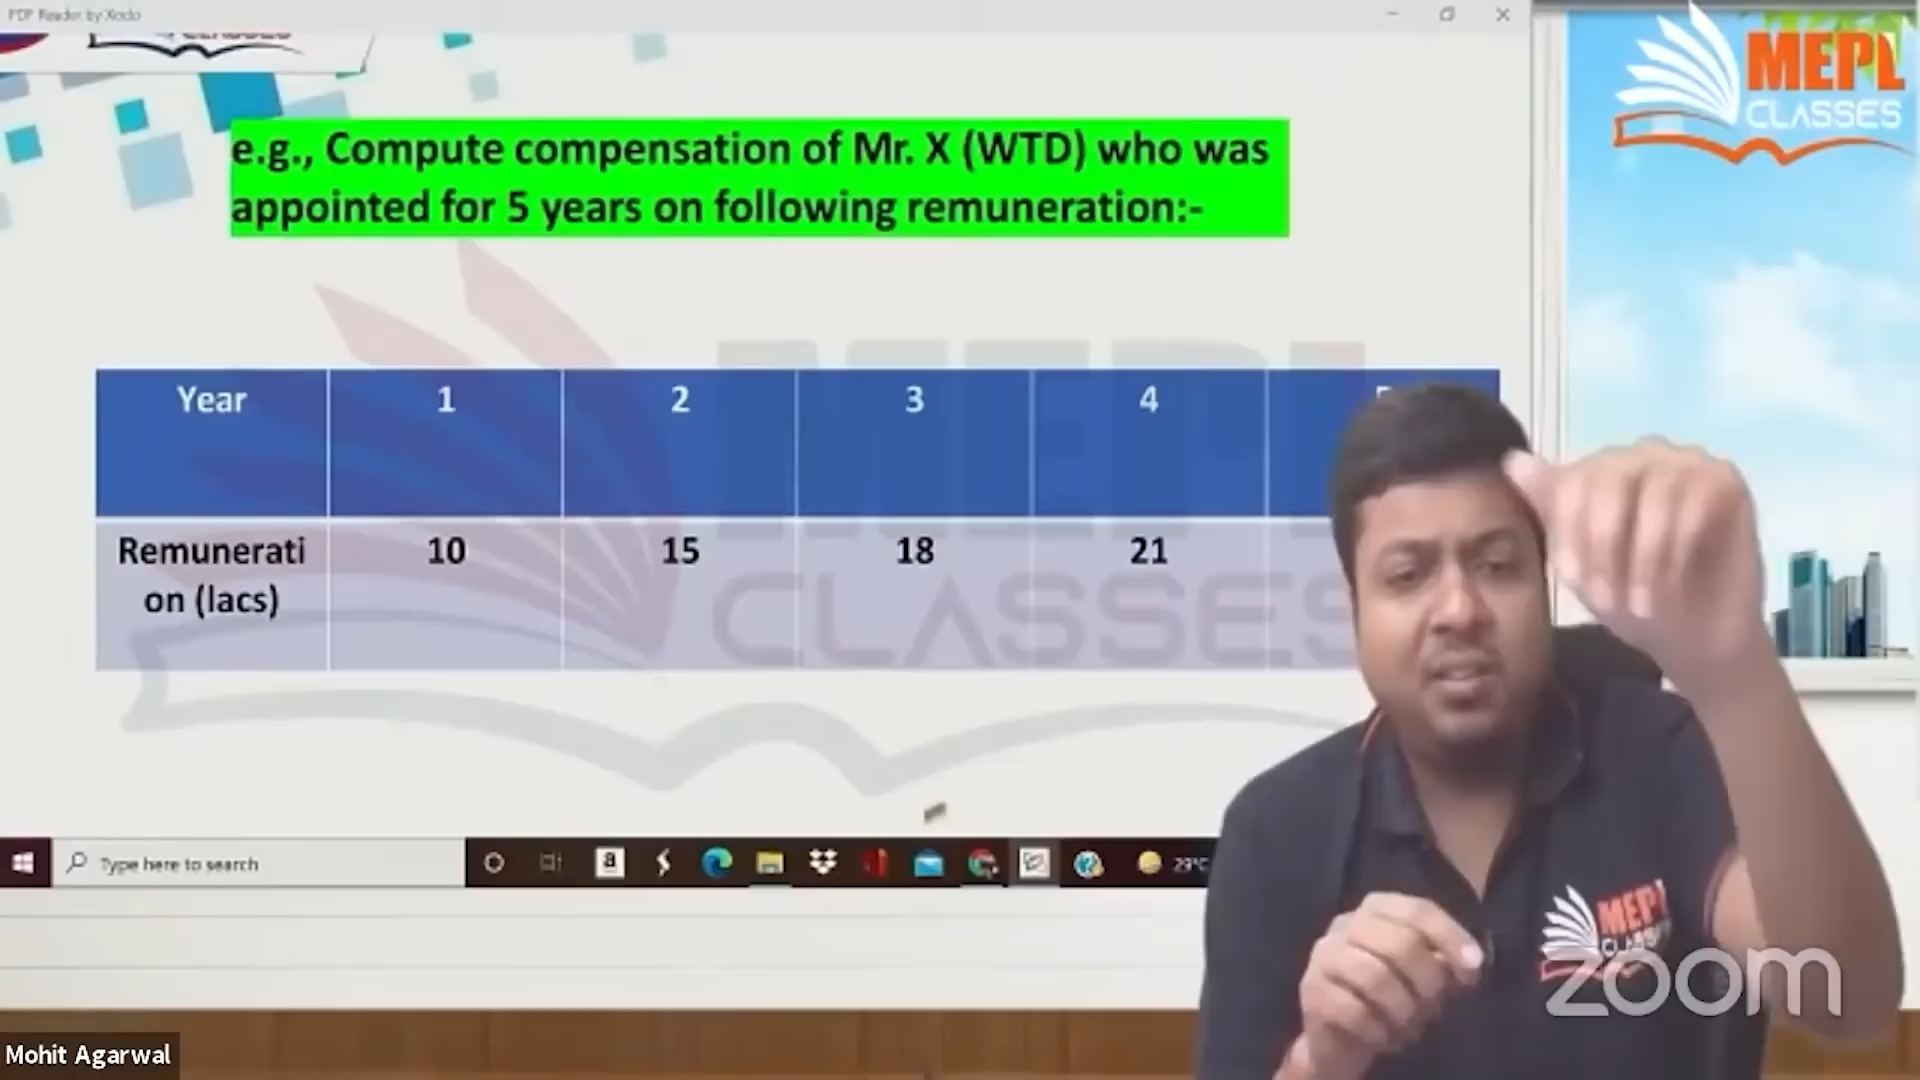 PDF Reader by Xodo
MEPL
CLASSES
e.g., Compute compensation of Mr. X (WTD) who was
appointed for 5 years on following remuneration:-
Year 1 2 3 4
Remunerati 10 15 18 21
on (lacs)
MEPL
CLASSES
Type here to search
29°C
MEPL
zoom
Mohit Agarwal